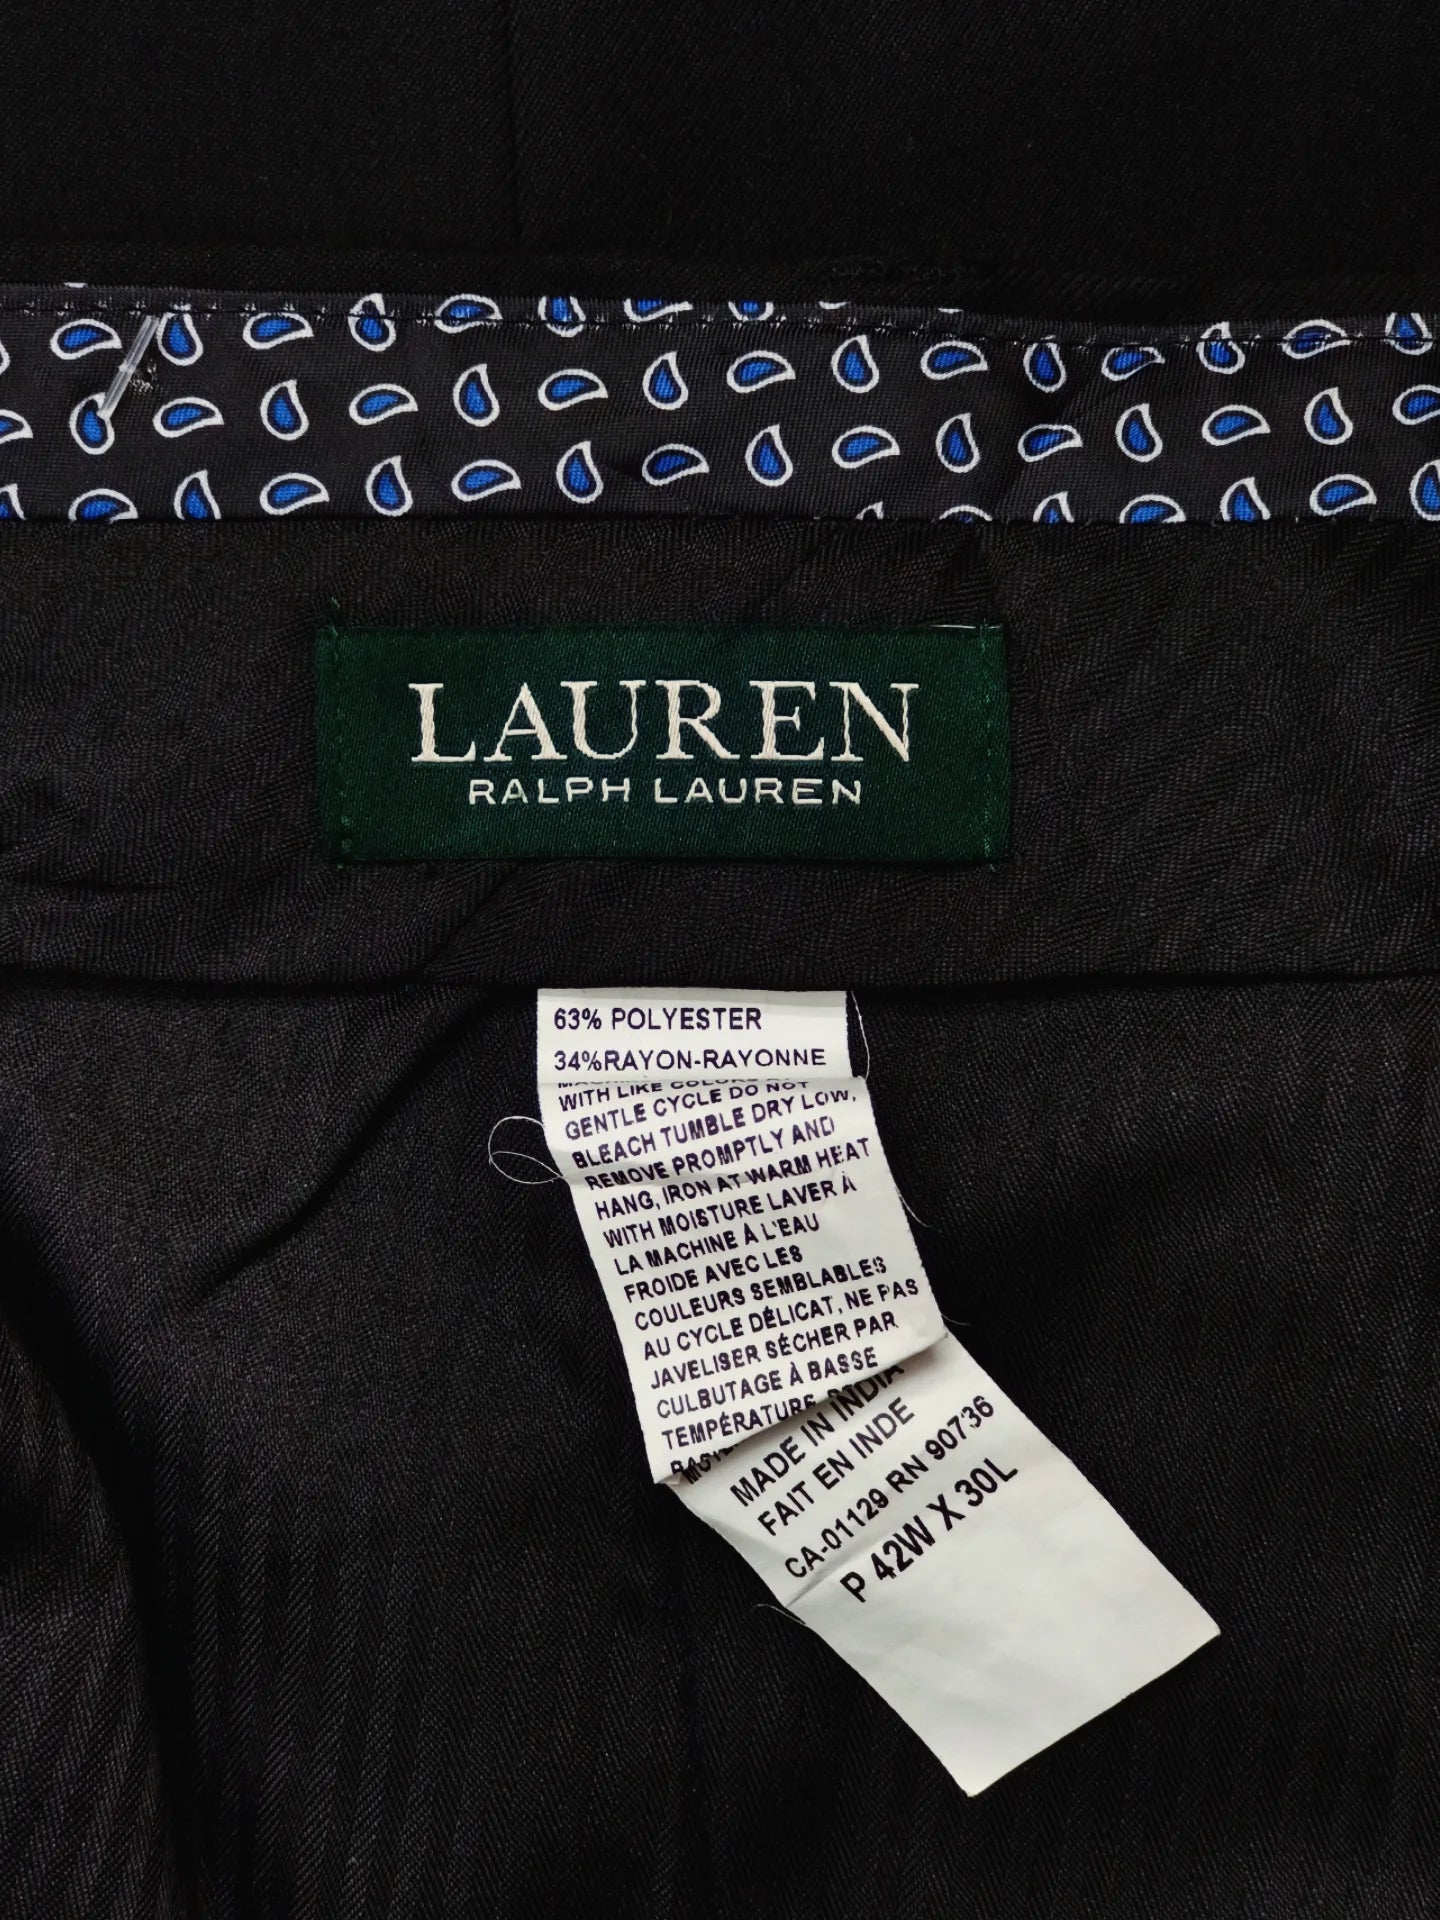 LAUREN
RALPH LAUREN
63% POLYESTER
34%RAYON-RAYONNE
WITH LIKE COLORS
GENTLE CYCLE DO NOT
BLEACH TUMBLE DRY LOW,
REMOVE PROMPTLY AND
HANG, IRON AT WARM HEAT
WITH MOISTURE LAVER À
LA MACHINE À L'EAU
FROIDE AVEC LES
COULEURS SEMBLABLES
AU CYCLE DÉLICAT, NE PAS
JAVELISER SÉCHER PAR
CULBUTAGE À BASSE
TEMPÉRATURE
MADE IN INDIA
FAIT EN INDE
CA-01129 RN 90736
P 42W X 30L